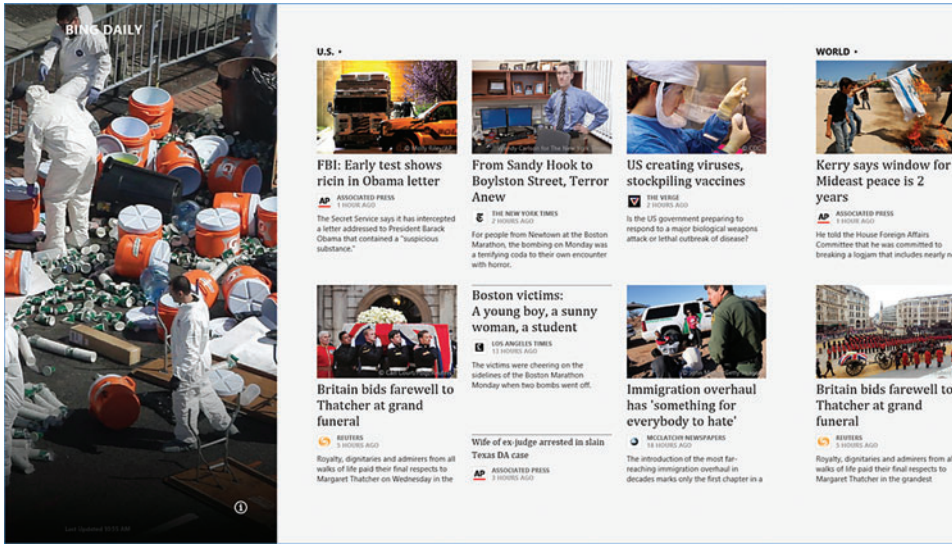 BING DAILY
Last Updated 10:55 AM
U.S. •
FBI: Early test shows
ricin in Obama letter
AP ASSOCIATED PRESS
1 HOUR AGO
The Secret Service says it has intercepted
a letter addressed to President Barack
Obama that contained a "suspicious
substance."
From Sandy Hook to
Boylston Street, Terror
Anew
THE NEW YORK TIMES
2 HOURS AGO
For people from Newtown at the Boston
Marathon, the bombing on Monday was
a terrifying coda to their own encounter
with horror.
US creating viruses,
stockpiling vaccines
THE VERGE
2 HOURS AGO
Is the US government preparing to
respond to a major biological weapons
attack or lethal outbreak of disease?
Britain bids farewell to
Thatcher at grand
funeral
REUTERS
5 HOURS AGO
Royalty, dignitaries and admirers from all
walks of life paid their final respects to
Margaret Thatcher on Wednesday in the
Boston victims:
A young boy, a sunny
woman, a student
LOS ANGELES TIMES
13 HOURS AGO
The victims were cheering on the
sidelines of the Boston Marathon
Monday when two bombs went off.
Wife of ex-judge arrested in slain
Texas DA case
AP ASSOCIATED PRESS
3 HOURS AGO
Immigration overhaul
has 'something for
everybody to hate'
MCCLATCHY NEWSPAPERS
18 HOURS AGO
The introduction of the most far-
reaching immigration overhaul in
decades marks only the first chapter in a
WORLD •
Kerry says window for
Mideast peace is 2
years
AP ASSOCIATED PRESS
1 HOUR AGO
He told the House Foreign Affairs
Committee that he was committed to
breaking a logjam that includes nearly n
Britain bids farewell to
Thatcher at grand
funeral
REUTERS
5 HOURS AGO
Royalty, dignitaries and admirers from all
walks of life paid their final respects to
Margaret Thatcher in the grandest